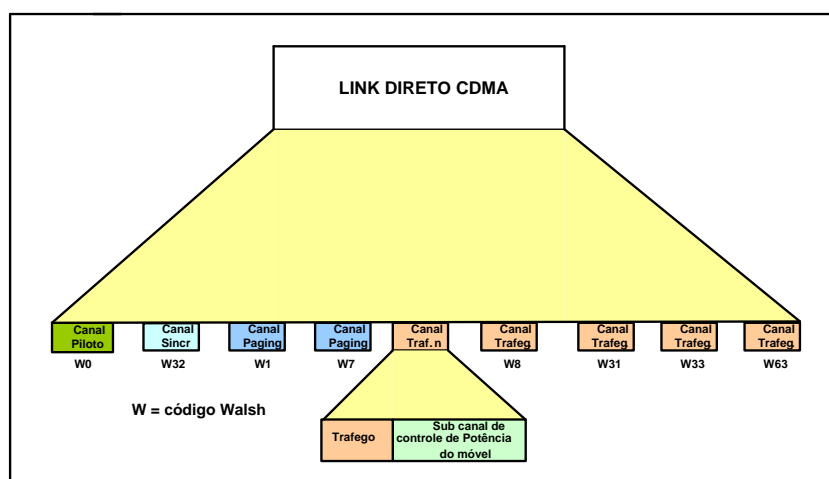 LINK DIRETO CDMA
Canal Piloto
Canal Sincr
Canal Paging
Canal Paging
Canal Traf. n
Canal Trafeg
Canal Trafeg
Canal Trafeg
Canal Trafeg
W0 W32 W1 W7 W8 W31 W33 W63
W = código Walsh
Trafego
Sub canal de
controle de Potência
do móvel